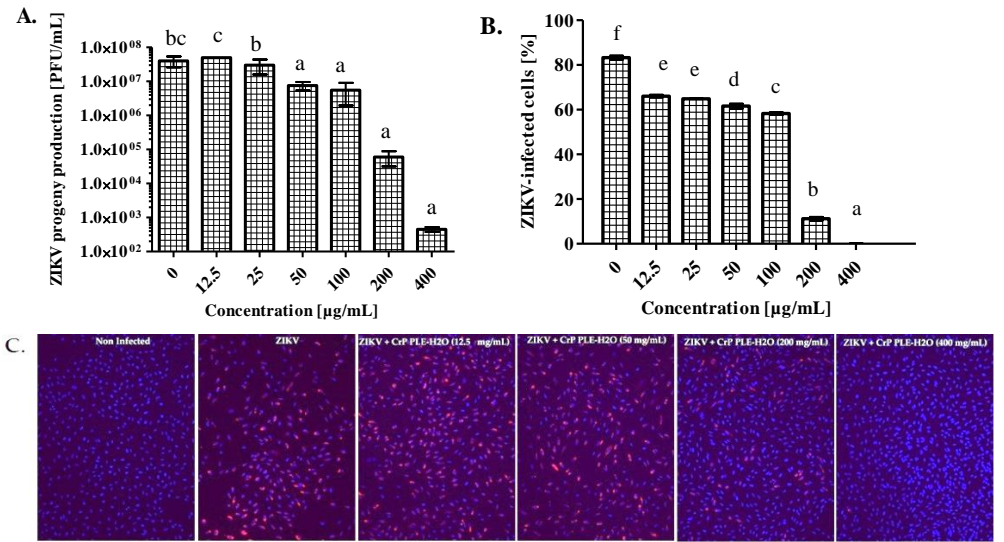 A.
ZIKV progeny production [PFU/mL]
1.0x10^08
1.0x10^07
1.0x10^06
1.0x10^05
1.0x10^04
1.0x10^03
1.0x10^02
bc c b a a a a
0 12.5 25 50 100 200 400
Concentration [µg/mL]
B.
ZIKV-infected cells [%]
100
80
60
40
20
0
f e e d c b a
0 12.5 25 50 100 200 400
Concentration [µg/mL]
C.
Non Infected
ZIKV
ZIKV + CrP PLE-H2O (12.5 mg/mL)
ZIKV + CrP PLE-H2O (50 mg/mL)
ZIKV + CrP PLE-H2O (200 mg/mL)
ZIKV + CrP PLE-H2O (400 mg/mL)